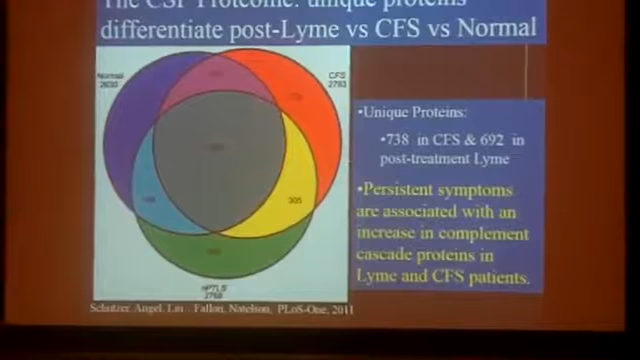 The CSF Proteome: unique proteins
differentiate post-Lyme vs CFS vs Normal
Normal
2630
CFS
2783
•Unique Proteins:
•738 in CFS & 692 in
post-treatment Lyme
•Persistent symptoms
are associated with an
increase in complement
cascade proteins in
Lyme and CFS patients.
305
nPTLS
2768
Schutzer, Angel, Liu Fallon, Natelson, PLoS-One, 2011